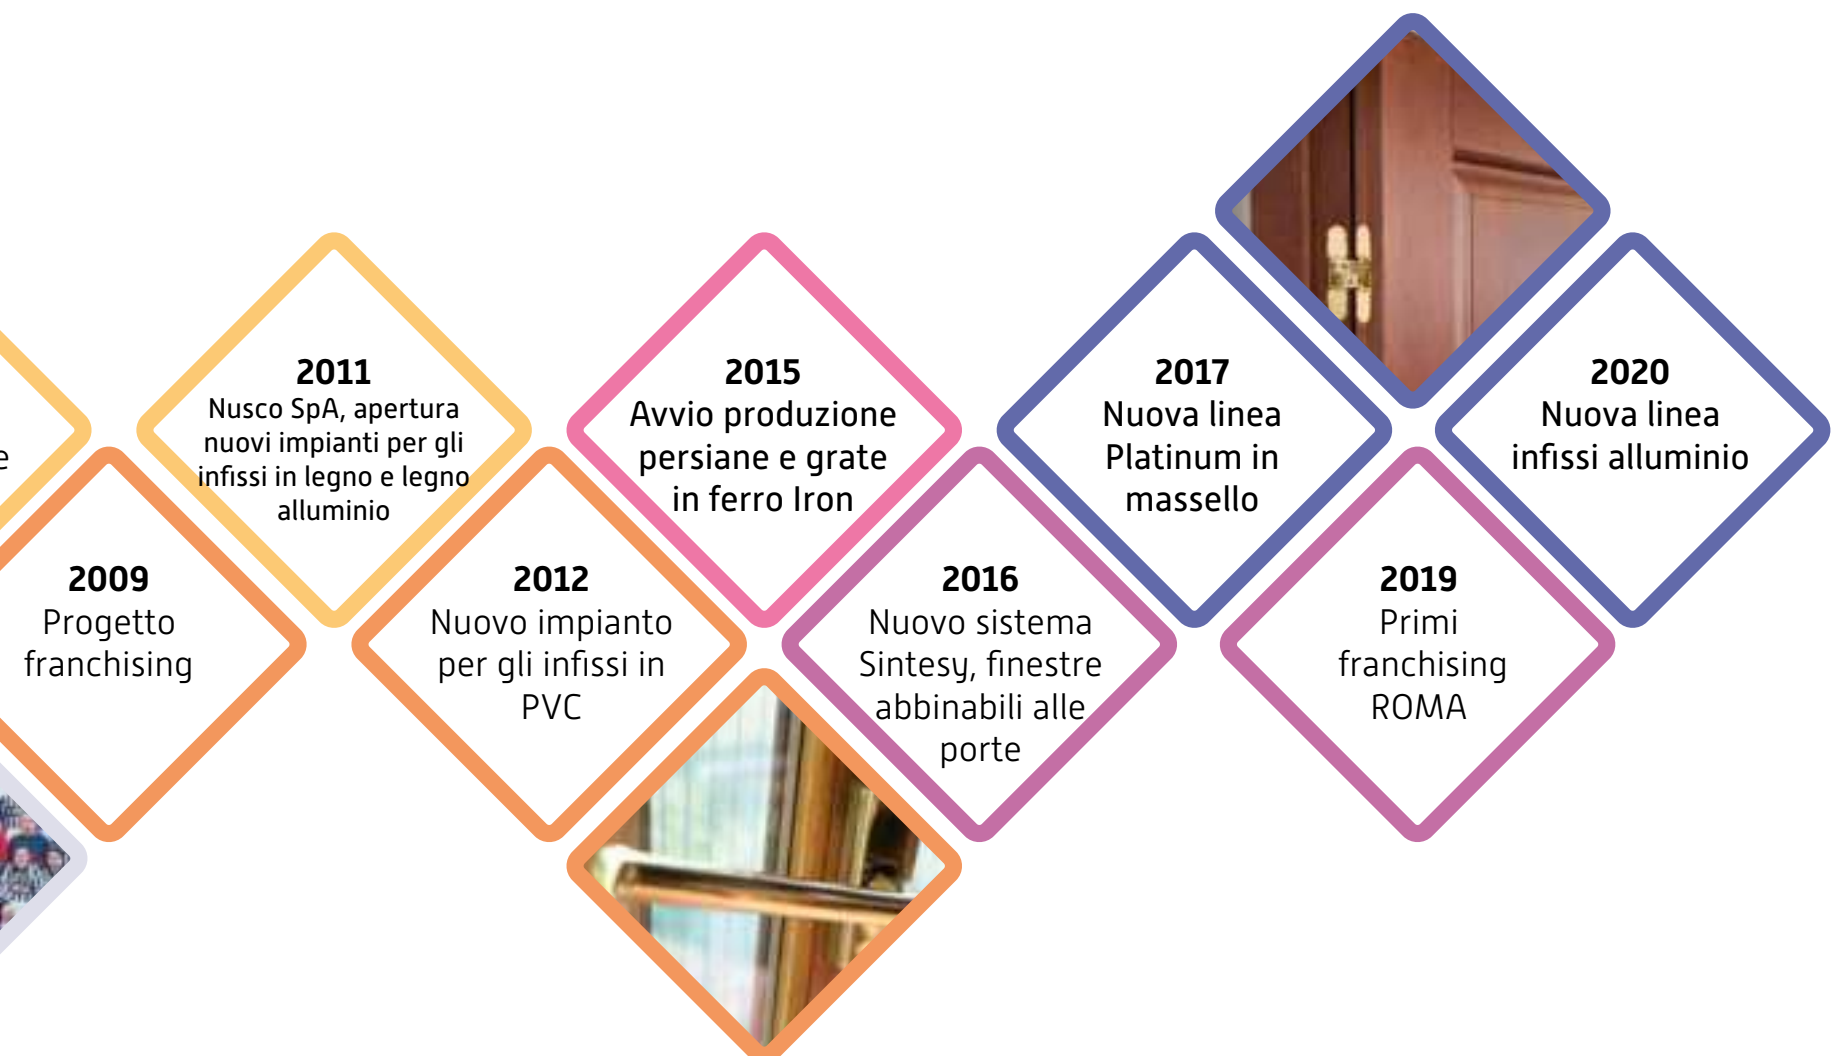 e
2009
Progetto
franchising
2011
Nusco SpA, apertura
nuovi impianti per gli
infissi in legno e legno
alluminio
2012
Nuovo impianto
per gli infissi in
PVC
2015
Avvio produzione
persiane e grate
in ferro Iron
2016
Nuovo sistema
Sintesy, finestre
abbinabili alle
porte
2017
Nuova linea
Platinum in
massello
2019
Primi
franchising
ROMA
2020
Nuova linea
infissi alluminio